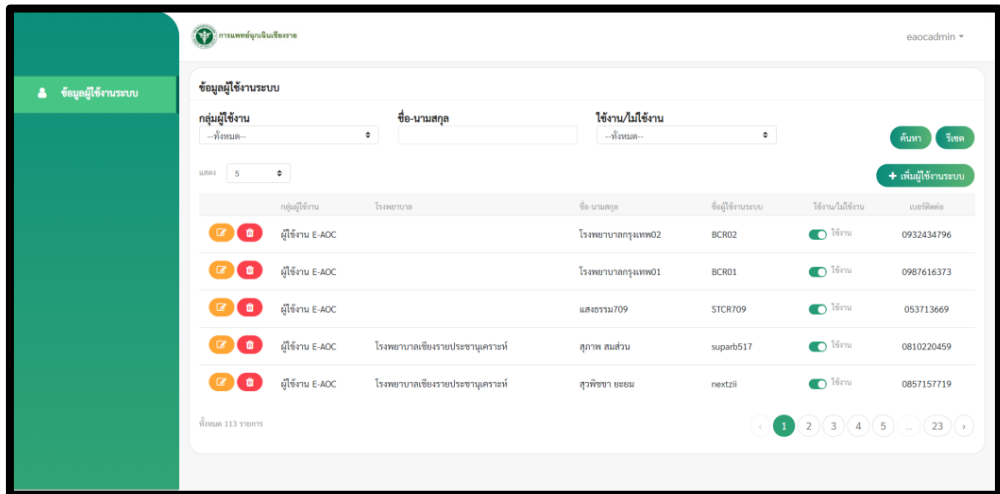 การแพทย์ฉุกเฉินเชียงราย
eaocadmin
ข้อมูลผู้ใช้งานระบบ
ข้อมูลผู้ใช้งานระบบ
กลุ่มผู้ใช้งาน ชื่อ-นามสกุล ใช้งาน/ไม่ใช้งาน
--ทั้งหมด-- --ทั้งหมด--
ค้นหา รีเซต
แสดง 5
+ เพิ่มผู้ใช้งานระบบ
กลุ่มผู้ใช้งาน โรงพยาบาล ชื่อ-นามสกุล ชื่อผู้ใช้งานระบบ ใช้งาน/ไม่ใช้งาน เบอร์ติดต่อ
ผู้ใช้งาน E-AOC โรงพยาบาลกรุงเทพ02 BCR02 ใช้งาน 0932434796
ผู้ใช้งาน E-AOC โรงพยาบาลกรุงเทพ01 BCR01 ใช้งาน 0987616373
ผู้ใช้งาน E-AOC แสงธรรม709 STCR709 ใช้งาน 053713669
ผู้ใช้งาน E-AOC โรงพยาบาลเชียงรายประชานุเคราะห์ สุภาพ สมส่วน suparb517 ใช้งาน 0810220459
ผู้ใช้งาน E-AOC โรงพยาบาลเชียงรายประชานุเคราะห์ สุวพิชชา ยะยม nextzii ใช้งาน 0857157719
ทั้งหมด 113 รายการ ‹ 1 2 3 4 5 ... 23 ›